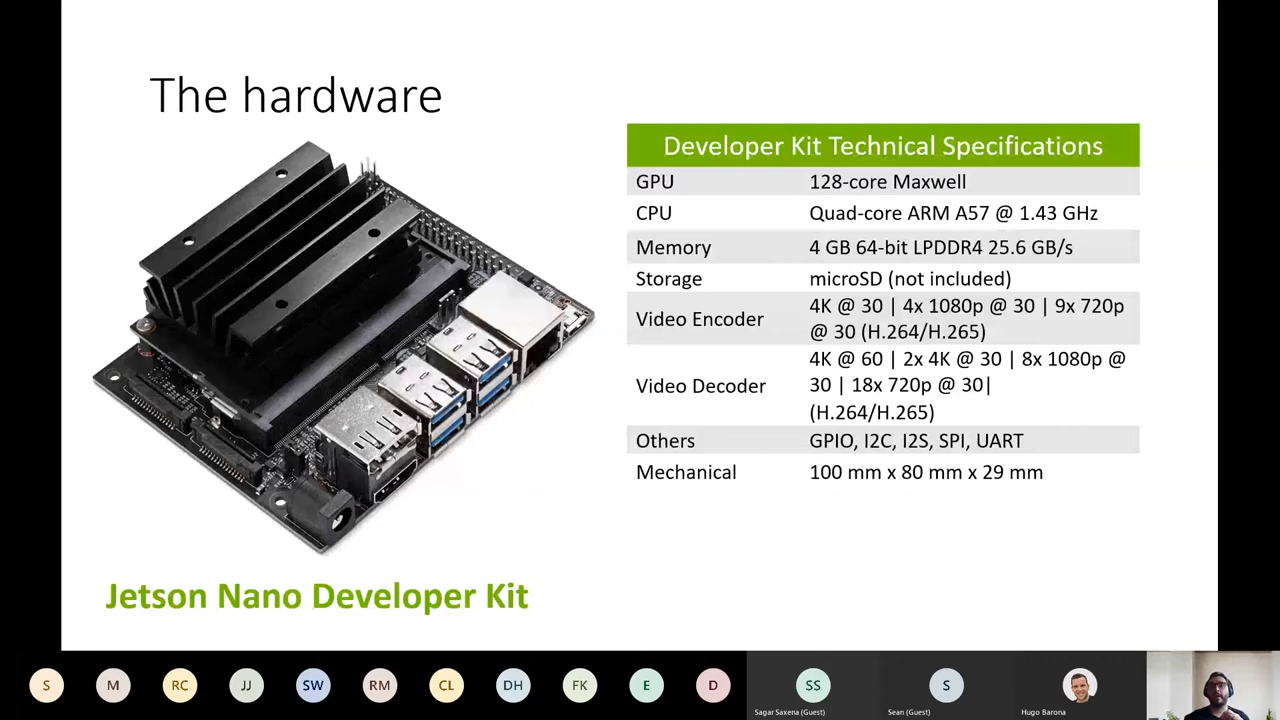 The hardware
Developer Kit Technical Specifications
GPU 128-core Maxwell
CPU Quad-core ARM A57 @ 1.43 GHz
Memory 4 GB 64-bit LPDDR4 25.6 GB/s
Storage microSD (not included)
Video Encoder 4K @ 30 | 4x 1080p @ 30 | 9x 720p
@ 30 (H.264/H.265)
Video Decoder 4K @ 60 | 2x 4K @ 30 | 8x 1080p @
30 | 18x 720p @ 30|
(H.264/H.265)
Others GPIO, I2C, I2S, SPI, UART
Mechanical 100 mm x 80 mm x 29 mm
Jetson Nano Developer Kit
S M RC JJ SW RM CL DH FK E D SS S
Sagar Saxena (Guest) Sean (Guest) Hugo Barona